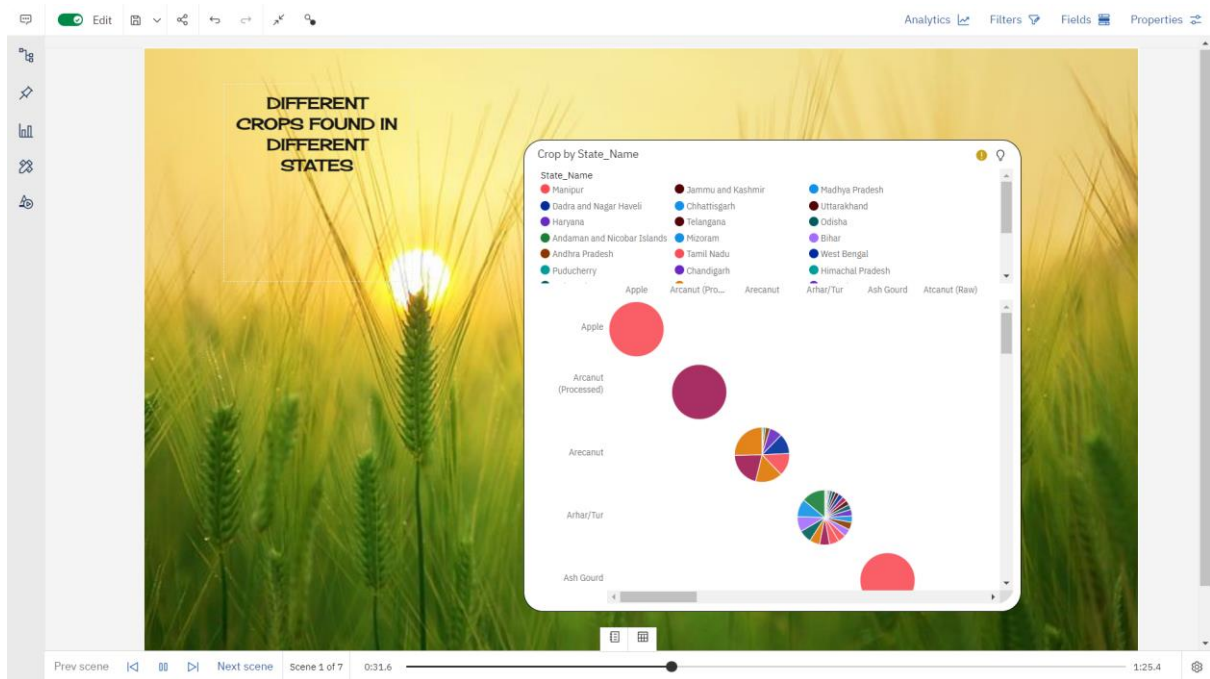 Edit
Analytics
Filters
Fields
Properties
DIFFERENT
CROPS FOUND IN
DIFFERENT
STATES
Crop by State_Name
State_Name
Manipur Jammu and Kashmir Madhya Pradesh
Dadra and Nagar Haveli Chhattisgarh Uttarakhand
Haryana Telangana Odisha
Andaman and Nicobar Islands Mizoram Bihar
Andhra Pradesh Tamil Nadu West Bengal
Puducherry Chandigarh Himachal Pradesh
Apple Arcanut (Pro... Arecanut Arhar/Tur Ash Gourd Atcanut (Raw)
Apple
Arcanut
(Processed)
Arecanut
Arhar/Tur
Ash Gourd
Prev scene Next scene Scene 1 of 7 0:31.6 1:25.4